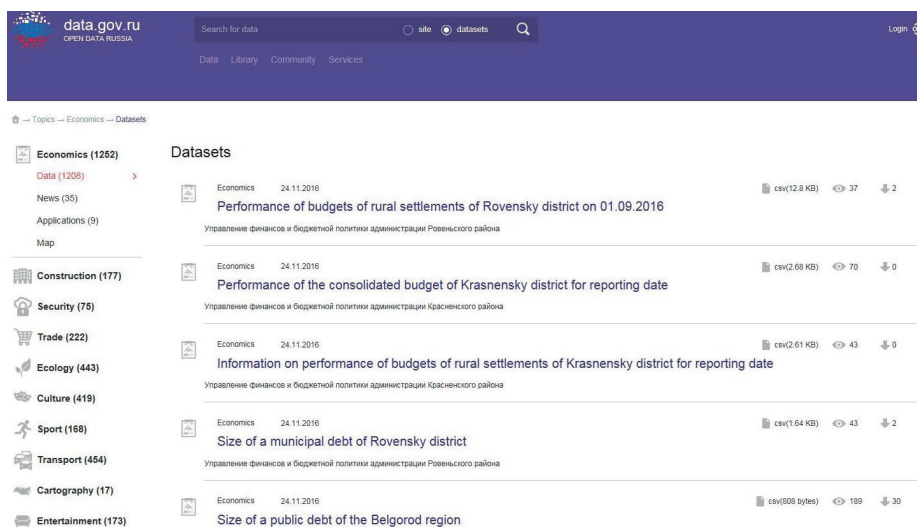 data.gov.ru
OPEN DATA RUSSIA
Search for data
site
datasets
Login
Data Library Community Services
→ Topics → Economics → Datasets
Economics (1252)
Data (1208) >
News (35)
Applications (9)
Map
Construction (177)
Security (75)
Trade (222)
Ecology (443)
Culture (419)
Sport (168)
Transport (454)
Cartography (17)
Entertainment (173)
Datasets
Economics 24.11.2016 csv(12.8 KB) 37 2
Performance of budgets of rural settlements of Rovensky district on 01.09.2016
Управление финансов и бюджетной политики администрации Ровеньского района
Economics 24.11.2016 csv(2.68 KB) 70 0
Performance of the consolidated budget of Krasnensky district for reporting date
Управление финансов и бюджетной политики администрации Красненского района
Economics 24.11.2016 csv(2.61 KB) 43 0
Information on performance of budgets of rural settlements of Krasnensky district for reporting date
Управление финансов и бюджетной политики администрации Красненского района
Economics 24.11.2016 csv(1.64 KB) 43 2
Size of a municipal debt of Rovensky district
Управление финансов и бюджетной политики администрации Ровеньского района
Economics 24.11.2016 csv(808 bytes) 189 30
Size of a public debt of the Belgorod region